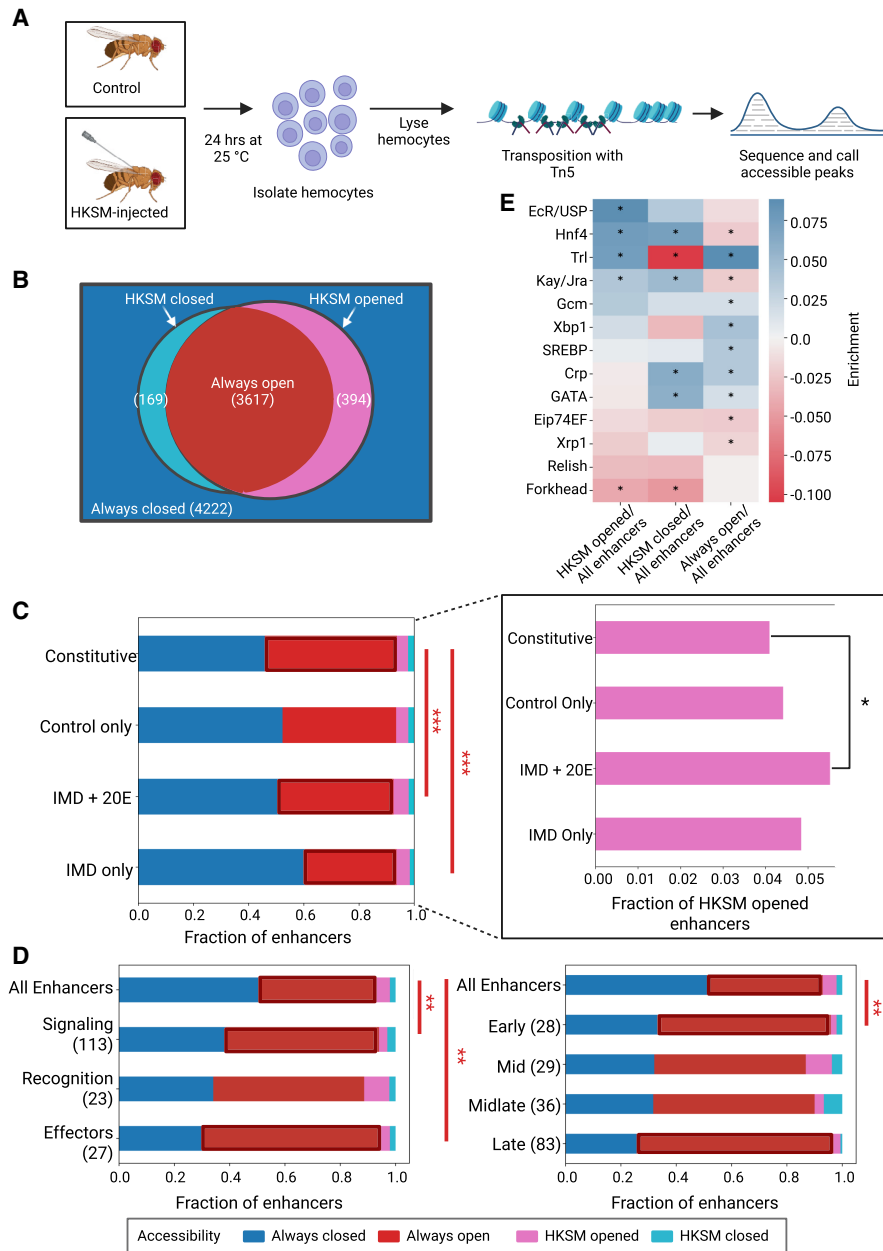 A
Control
HKSM-injected
24 hrs at
25 °C
Isolate hemocytes
Lyse
hemocytes
Transposition with
Tn5
Sequence and call
accessible peaks
B
HKSM closed
HKSM opened
Always open
(3617)
(169)
(394)
Always closed (4222)
E
EcR/USP
Hnf4
Trl
Kay/Jra
Gcm
Xbp1
SREBP
Crp
GATA
Eip74EF
Xrp1
Relish
Forkhead
* * * * * * * * * * * * * * * * * * * * *
HKSM opened/
All enhancers
HKSM closed/
All enhancers
Always open/
All enhancers
0.075
0.050
0.025
0.0
-0.025
-0.050
-0.075
-0.100
Enrichment
C
Constitutive
Control only
IMD + 20E
IMD only
0.0 0.2 0.4 0.6 0.8 1.0
Fraction of enhancers
***
***
Constitutive
Control Only
IMD + 20E
IMD Only
*
0.00 0.01 0.02 0.03 0.04 0.05
Fraction of HKSM opened
enhancers
D
All Enhancers
Signaling
(113)
Recognition
(23)
Effectors
(27)
0.0 0.2 0.4 0.6 0.8 1.0
Fraction of enhancers
**
**
All Enhancers
Early (28)
Mid (29)
Midlate (36)
Late (83)
0.0 0.2 0.4 0.6 0.8 1.0
Fraction of enhancers
**
Accessibility Always closed Always open HKSM opened HKSM closed